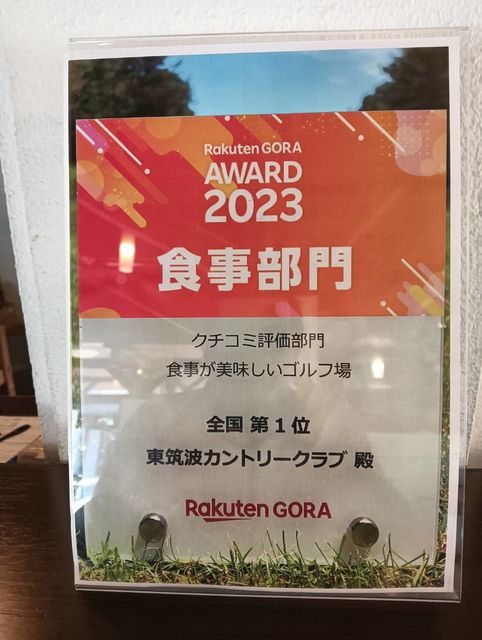 Rakuten GORA
AWARD
2023
食事部門
クチコミ評価部門
食事が美味しいゴルフ場
全国 第1位
東筑波カントリークラブ 殿
Rakuten GORA